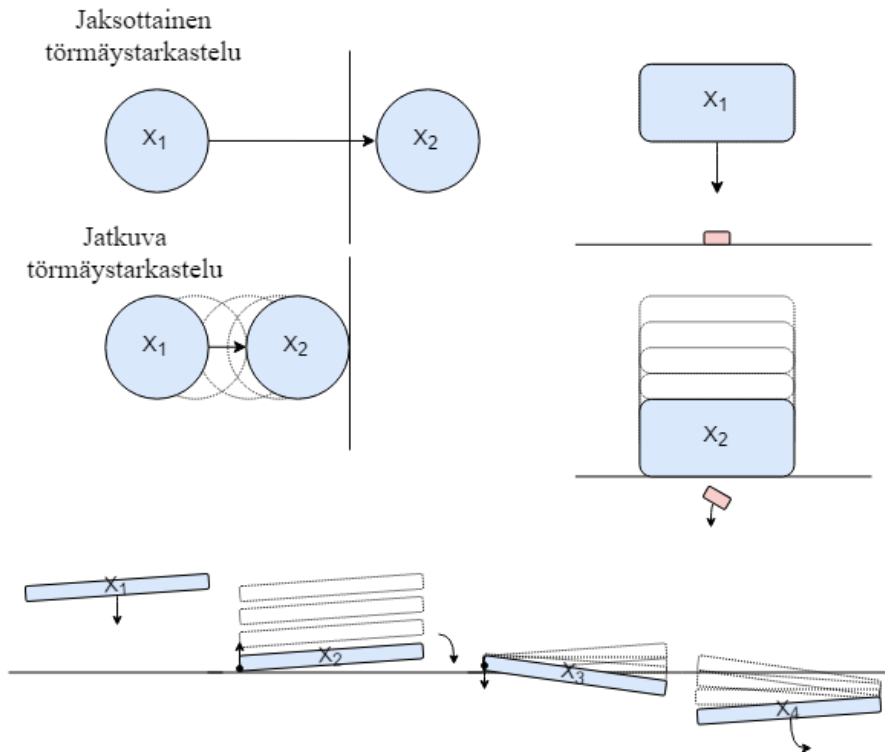 Jaksottainen
törmäystarkastelu
X₁
X₂
X₁
Jatkuva
törmäystarkastelu
X₁
X₂
X₂
X₁
X₂
X₃
X₄